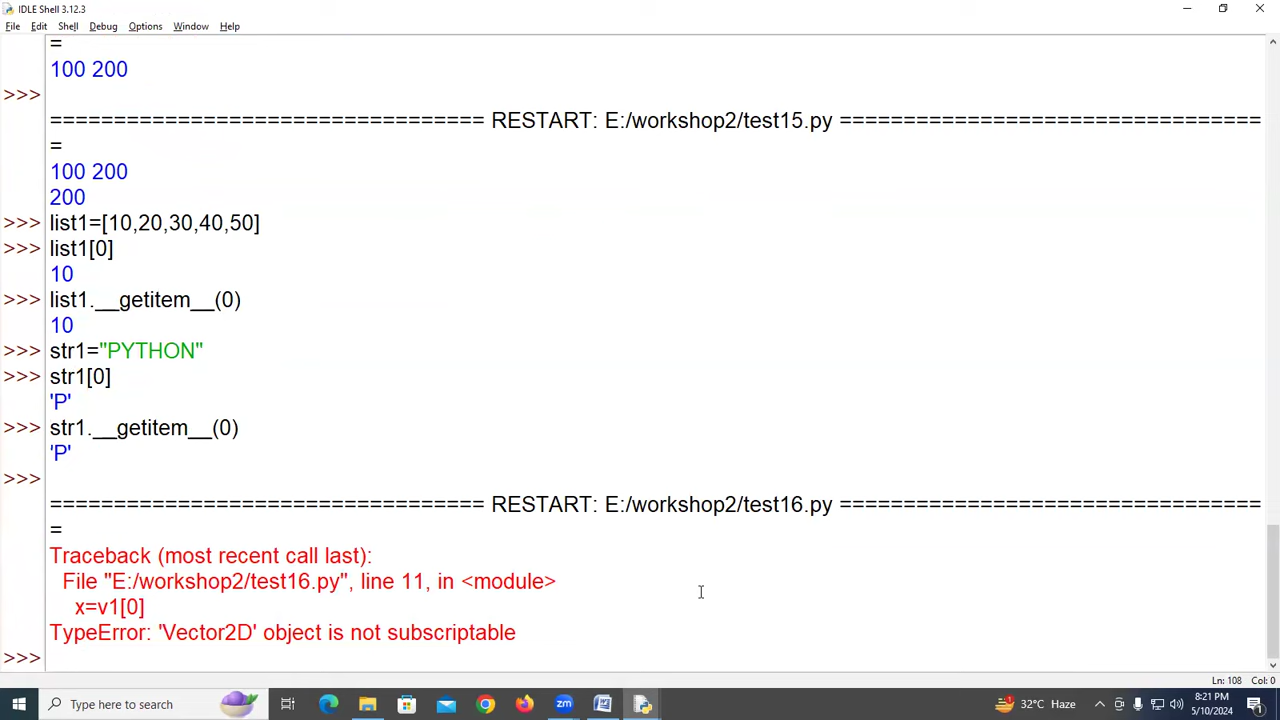 IDLE Shell 3.12.3
File Edit Shell Debug Options Window Help
=
100 200
>>>
================================== RESTART: E:/workshop2/test15.py =================================
=
100 200
200
>>> list1=[10,20,30,40,50]
>>> list1[0]
10
>>> list1.__getitem__(0)
10
>>> str1="PYTHON"
>>> str1[0]
'P'
>>> str1.__getitem__(0)
'P'
>>>
================================== RESTART: E:/workshop2/test16.py =================================
=
Traceback (most recent call last):
  File "E:/workshop2/test16.py", line 11, in <module>
    x=v1[0]
TypeError: 'Vector2D' object is not subscriptable
>>>
Ln: 108 Col: 0
Type here to search
zm
32°C Haze
8:21 PM
5/10/2024
1